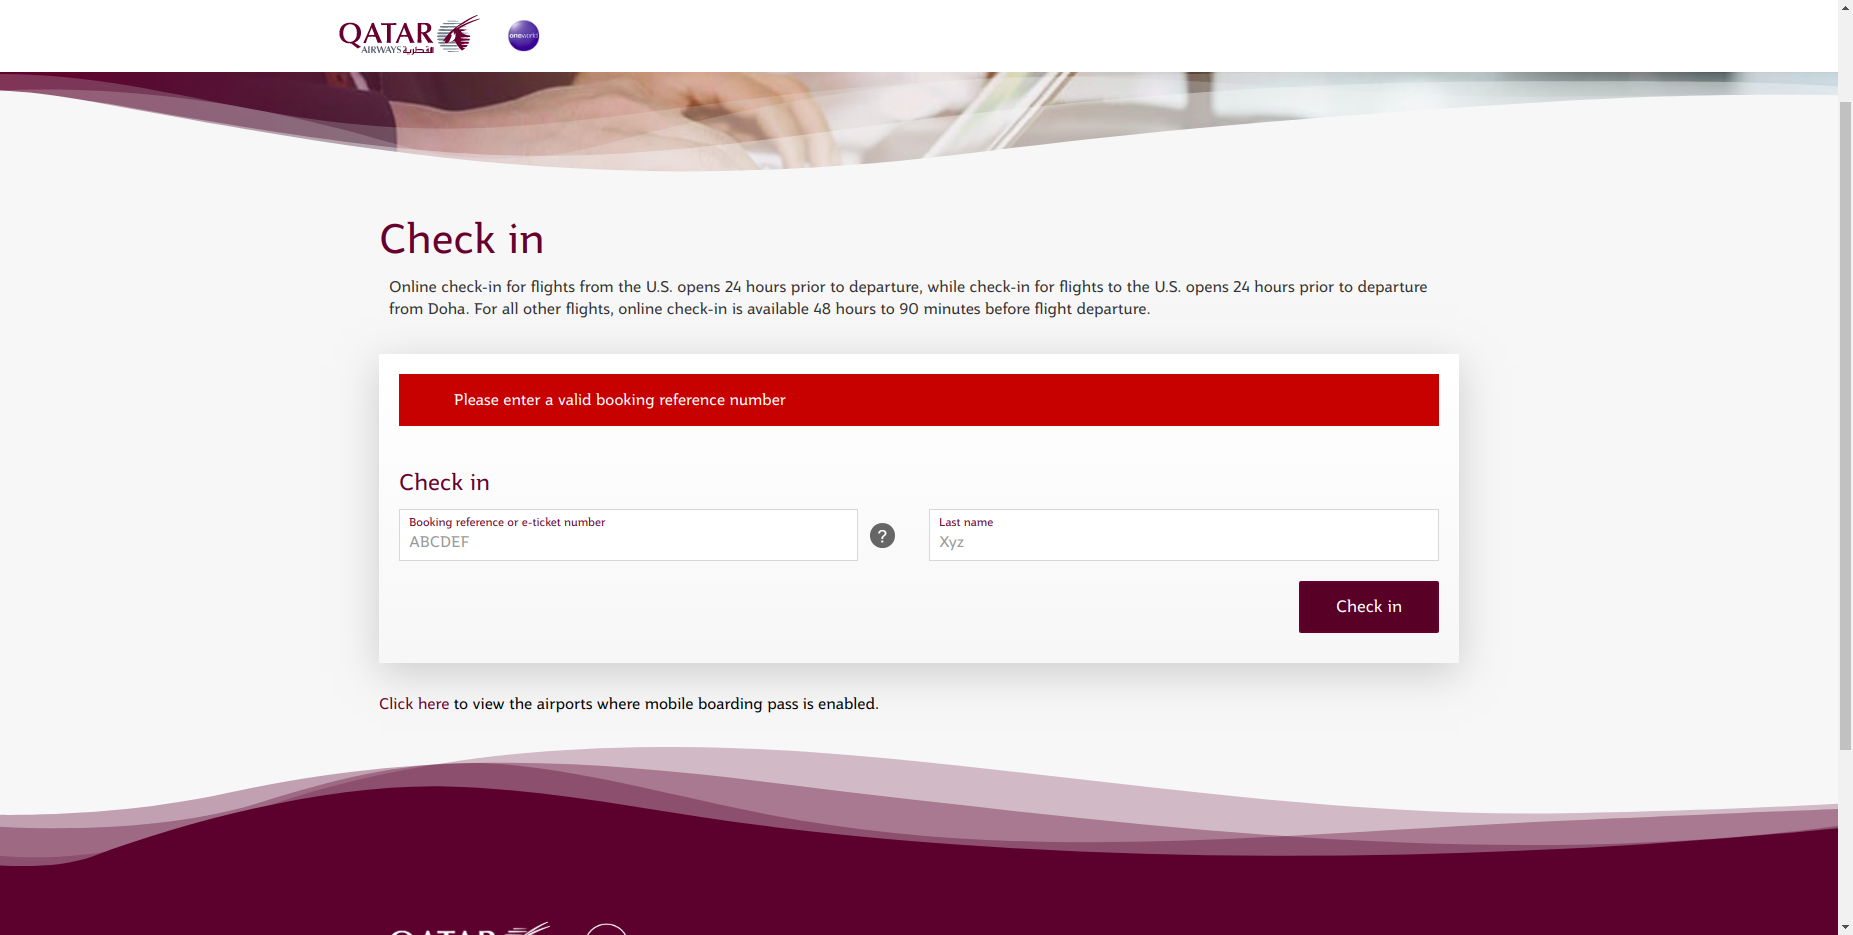 QATAR
AIRWAYS القطرية
oneworld
Check in
Online check-in for flights from the U.S. opens 24 hours prior to departure, while check-in for flights to the U.S. opens 24 hours prior to departure
from Doha. For all other flights, online check-in is available 48 hours to 90 minutes before flight departure.
Please enter a valid booking reference number
Check in
Booking reference or e-ticket number
ABCDEF
?
Last name
Xyz
Check in
Click here to view the airports where mobile boarding pass is enabled.
QATAR